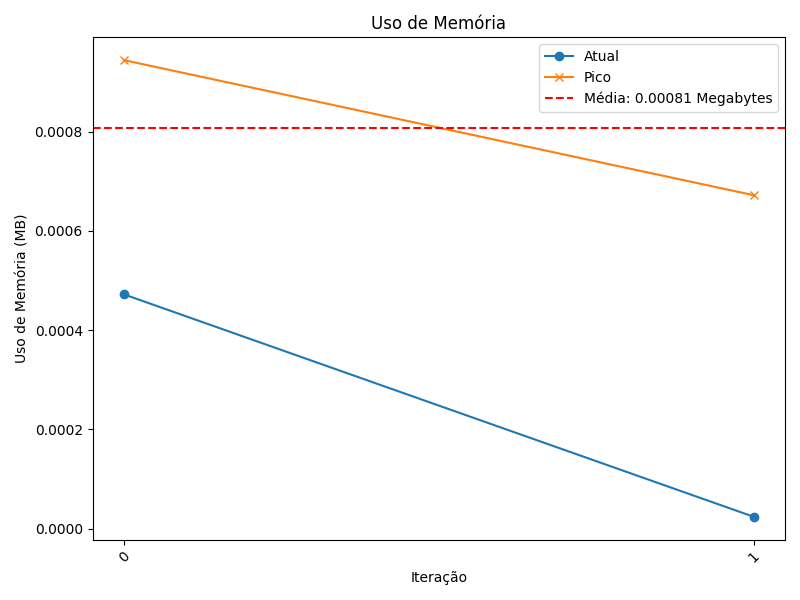 Uso de Memória
Atual
Pico
Média: 0.00081 Megabytes
Uso de Memória (MB)
0.0008
0.0006
0.0004
0.0002
0.0000
0
1
Iteração